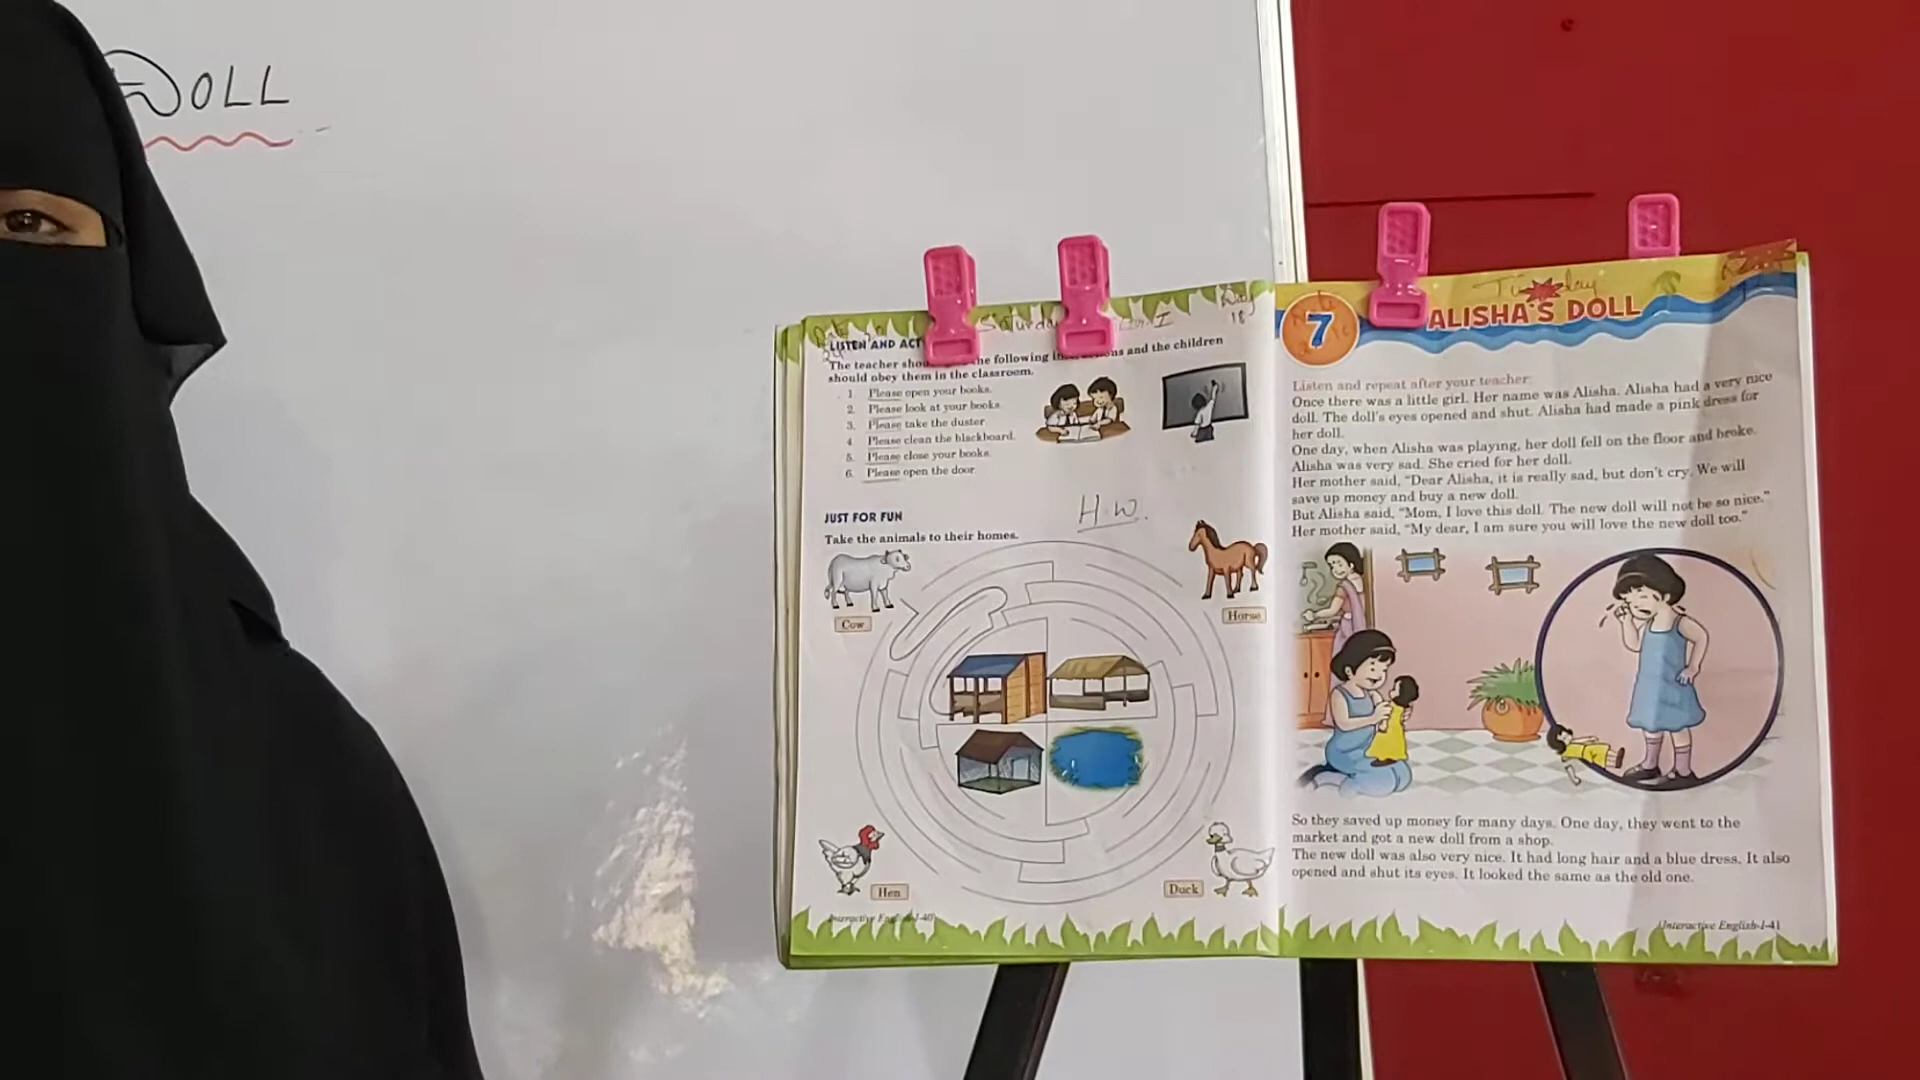 DOLL
Saturday
LISTEN AND ACT
The teacher the following and the children
should obey them in the classroom.
1. Please open your books.
2. Please look at your books.
3. Please take the duster.
4. Please clean the blackboard.
5. Please close your books.
6. Please open the door.
H.W.
JUST FOR FUN
Take the animals to their homes.
Cow
Horse
Hen
Duck
Interactive English-1-40
7
ALISHA'S DOLL
Listen and repeat after your teacher:
Once there was a little girl. Her name was Alisha. Alisha had a very nice
doll. The doll's eyes opened and shut. Alisha had made a pink dress for
her doll.
One day, when Alisha was playing, her doll fell on the floor and broke.
Alisha was very sad. She cried for her doll.
Her mother said, "Dear Alisha, it is really sad, but don't cry. We will
save up money and buy a new doll.
But Alisha said, "Mom, I love this doll. The new doll will not be so nice."
Her mother said, "My dear, I am sure you will love the new doll too."
So they saved up money for many days. One day, they went to the
market and got a new doll from a shop.
The new doll was also very nice. It had long hair and a blue dress. It also
opened and shut its eyes. It looked the same as the old one.
Interactive English-1-41